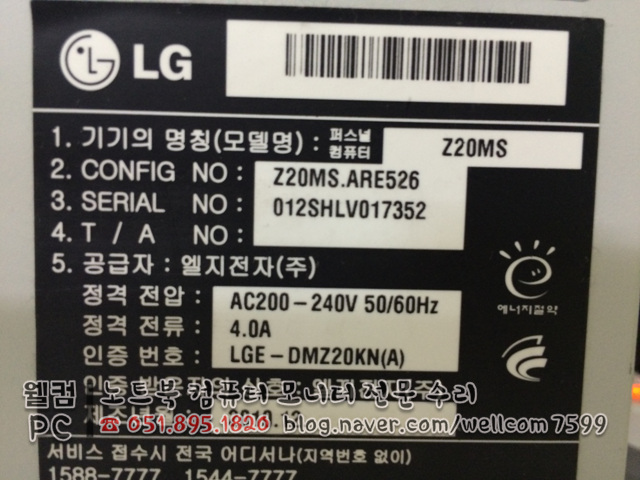 LG
1. 기기의 명칭(모델명) : 퍼스널 컴퓨터 Z20MS
2. CONFIG NO : Z20MS.ARE526
3. SERIAL NO : 012SHLV017352
4. T / A NO :
5. 공급자 : 엘지전자(주)
정격 전압 : AC200-240V 50/60Hz
정격 전류 : 4.0A
인증 번호 : LGE-DMZ20KN(A)
에너지절약
웰컴 PC
노트북 컴퓨터 모니터 전문 수리
☎ 051.895.1820 blog.naver.com/wellcom7599
서비스 접수시 전국 어디서나(지역번호 없이)
1588-7777 1544-7777